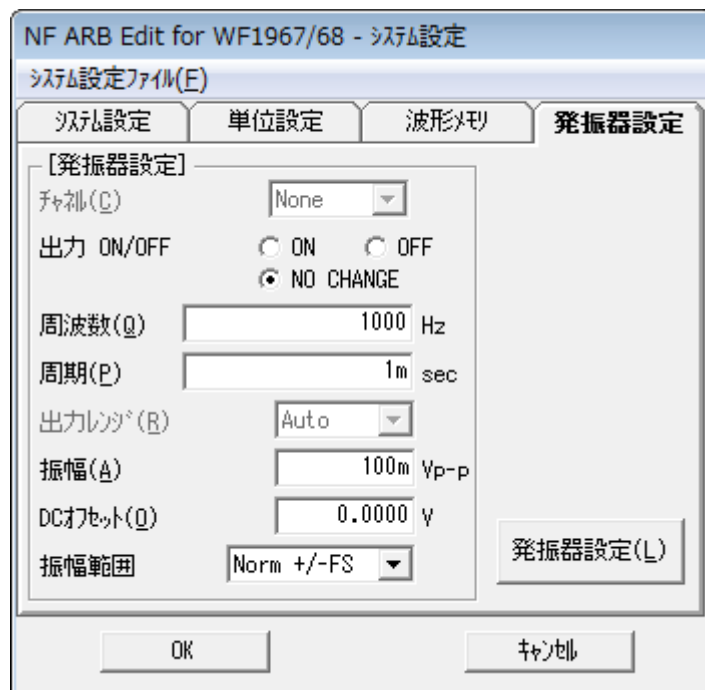 NF ARB Edit for WF1967/68 - ｼｽﾃﾑ設定
ｼｽﾃﾑ設定ﾌｧｲﾙ(F)
ｼｽﾃﾑ設定 単位設定 波形ﾒﾓﾘ 発振器設定
[発振器設定]
ﾁｬﾈﾙ(C) None
出力 ON/OFF ON OFF
NO CHANGE
周波数(Q) 1000 Hz
周期(P) 1m sec
出力ﾚﾝｼﾞ(R) Auto
振幅(A) 100m Vp-p
DCｵﾌｾｯﾄ(O) 0.0000 V
振幅範囲 Norm +/-FS
発振器設定(L)
OK ｷｬﾝｾﾙ